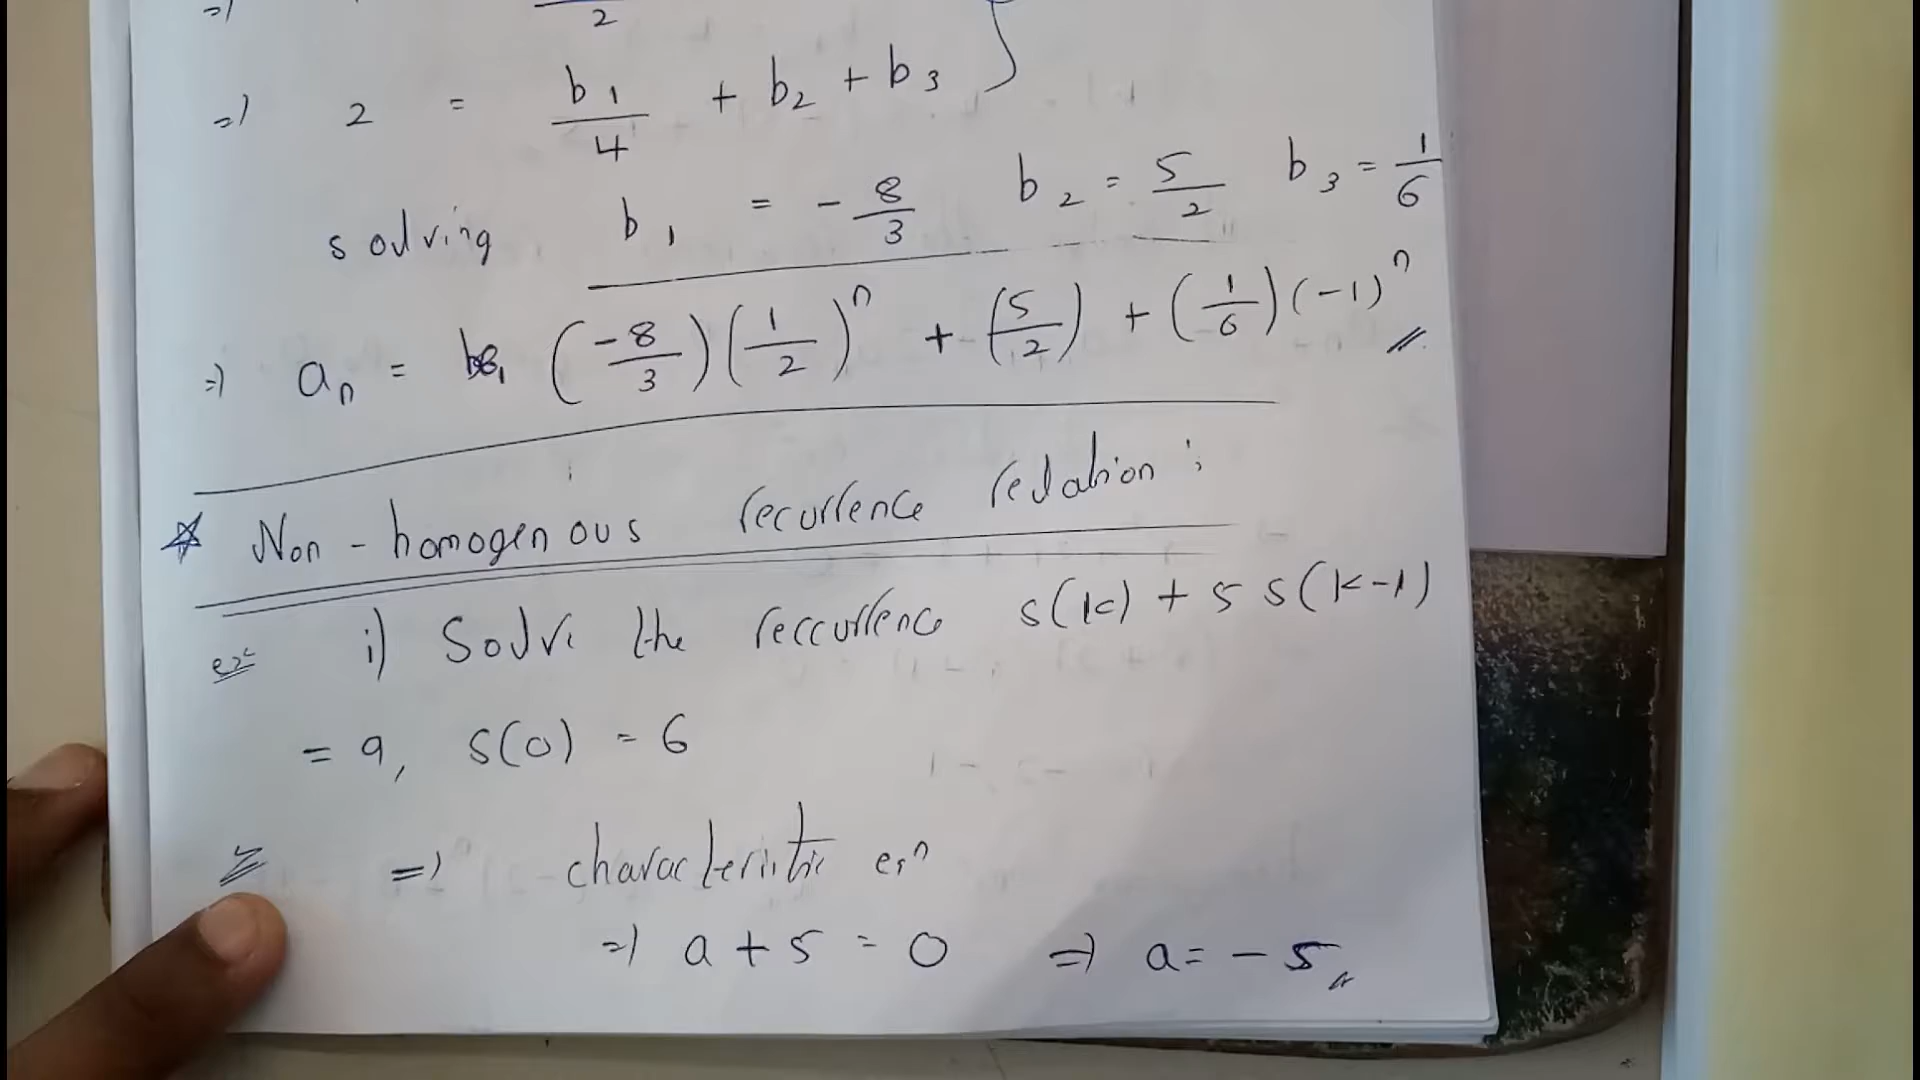 =) 2
=) 2 = b1/4 + b2 + b3 }
solving b1 = -8/3 b2 = 5/2 b3 = 1/6
=) an = (-8/3)(1/2)^n + (5/2) + (1/6)(-1)^n
☆ Non-homogenous recurrence relation :
ex: i) Solve the reccurrence s(k) + 5 s(k-1)
= 9, s(0) = 6
=) characteristic eqn
=) a + 5 = 0 => a = -5